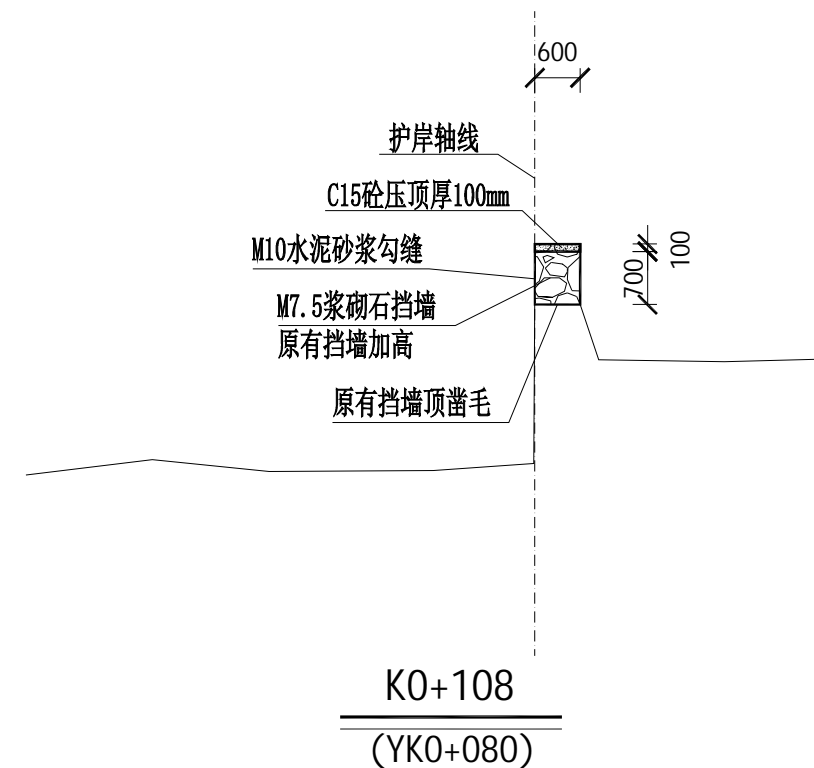 600
护岸轴线
C15砼压顶厚100mm
M10水泥砂浆勾缝
100
700
M7.5浆砌石挡墙
原有挡墙加高
原有挡墙顶凿毛
K0+108
(YK0+080)